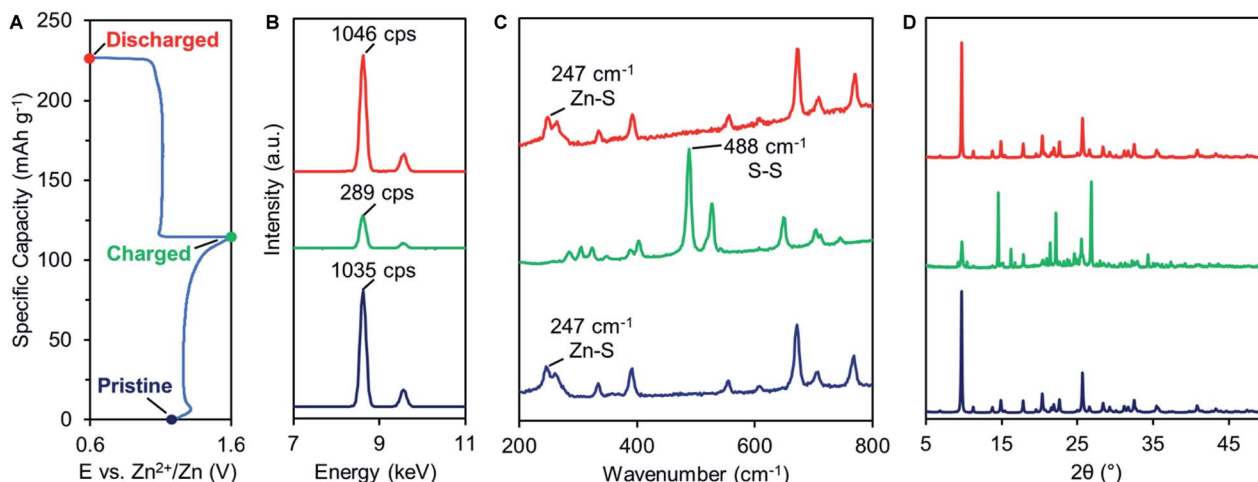 A
250
200
150
100
50
0
Specific Capacity (mAh g⁻¹)
Discharged
Charged
Pristine
0.6
1.6
E vs. Zn²⁺/Zn (V)
B
Intensity (a.u.)
1046 cps
289 cps
1035 cps
7
9
11
Energy (keV)
C
247 cm⁻¹
Zn-S
488 cm⁻¹
S-S
247 cm⁻¹
Zn-S
200
400
600
800
Wavenumber (cm⁻¹)
D
5
15
25
35
45
2θ (°)